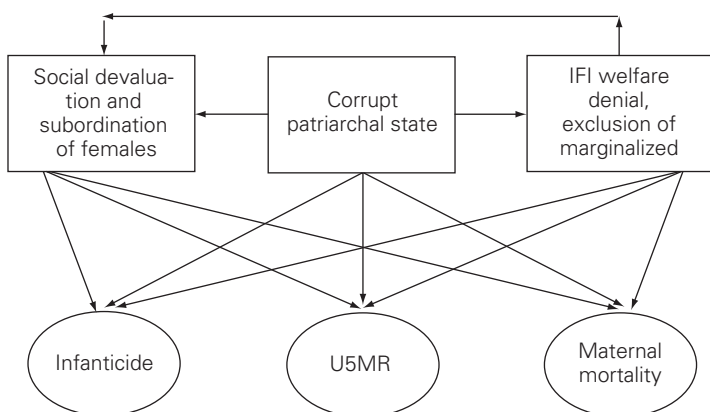 Social devalua-
tion and
subordination
of females
Corrupt
patriarchal state
IFI welfare
denial,
exclusion of
marginalized
Infanticide
U5MR
Maternal
mortality